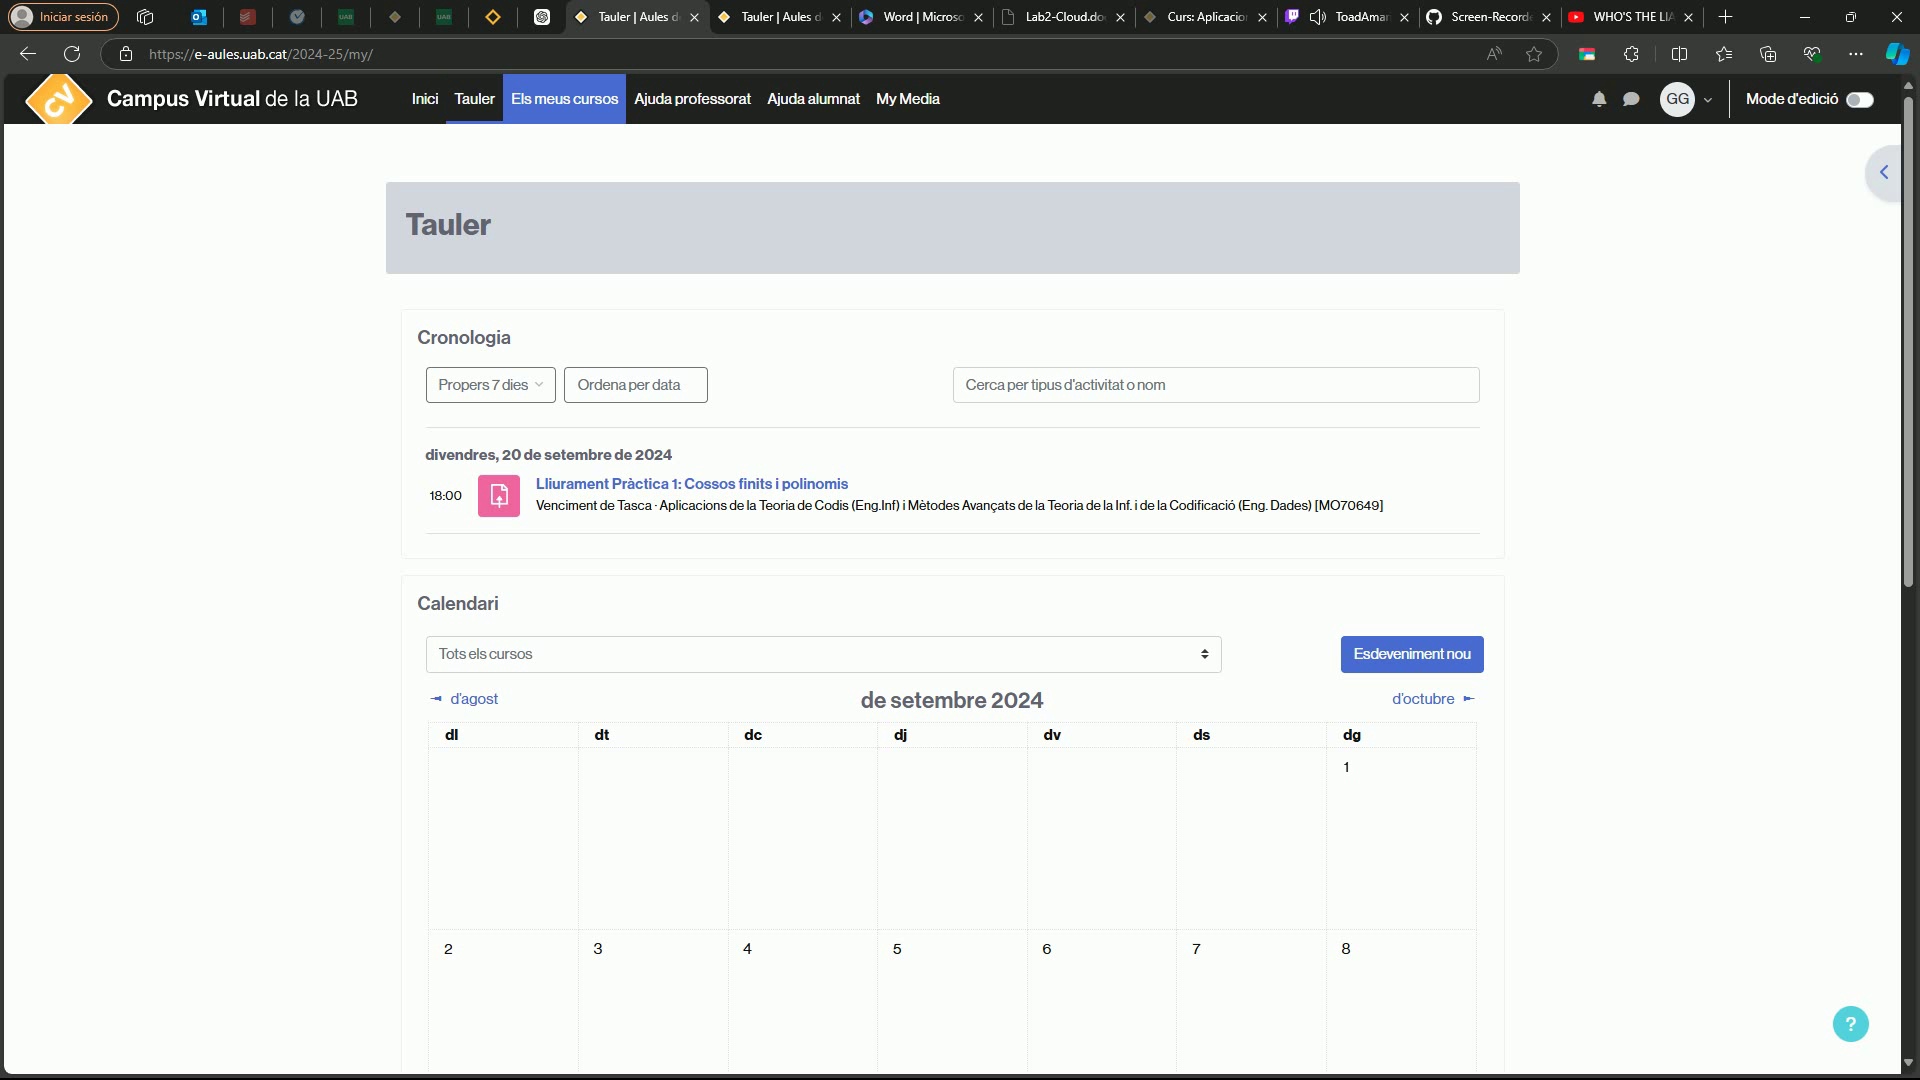 Iniciar sesión
Tauler | Aules d
Tauler | Aules d
Word | Microso
Lab2-Cloud.do
Curs: Aplicacio
ToadAmar
Screen-Record
WHO'S THE LIA
https://e-aules.uab.cat/2024-25/my/
Campus Virtual de la UAB
Inici
Tauler
Els meus cursos
Ajuda professorat
Ajuda alumnat
My Media
GG
Mode d'edició
Tauler
Cronologia
Propers 7 dies
Ordena per data
Cerca per tipus d'activitat o nom
divendres, 20 de setembre de 2024
18:00
Lliurament Pràctica 1: Cossos finits i polinomis
Venciment de Tasca · Aplicacions de la Teoria de Codis (Eng.Inf) i Mètodes Avançats de la Teoria de la Inf. i de la Codificació (Eng. Dades) [MO70649]
Calendari
Tots els cursos
Esdeveniment nou
d'agost
de setembre 2024
d'octubre
dl dt dc dj dv ds dg
1
2 3 4 5 6 7 8
?